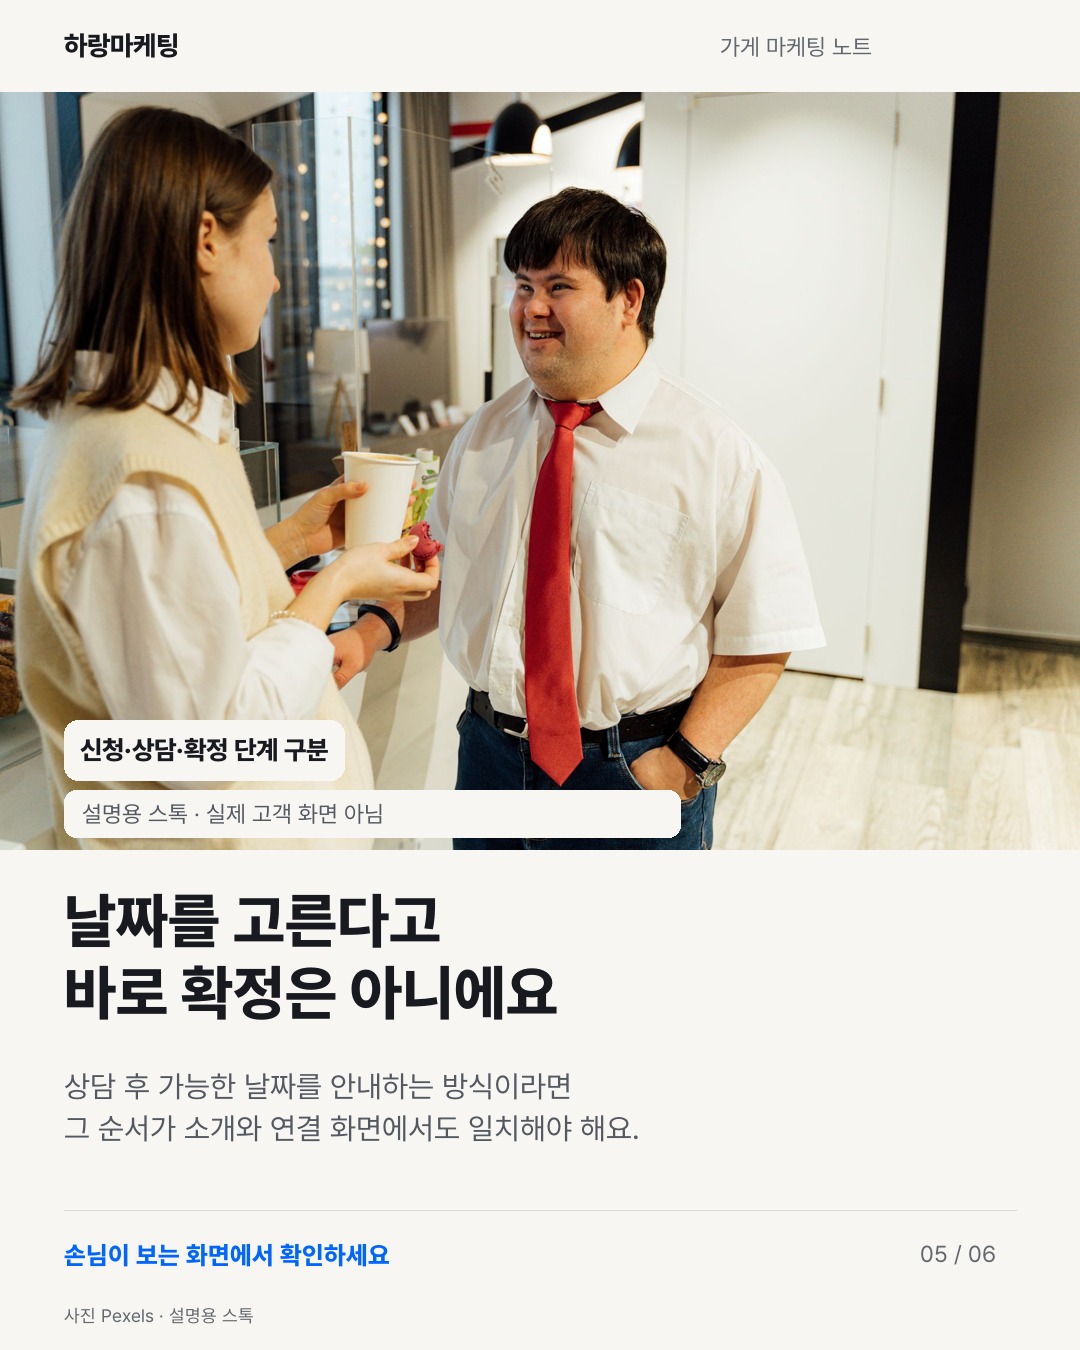 하랑마케팅
가게 마케팅 노트
신청·상담·확정 단계 구분
설명용 스톡 · 실제 고객 화면 아님
날짜를 고른다고
바로 확정은 아니에요
상담 후 가능한 날짜를 안내하는 방식이라면
그 순서가 소개와 연결 화면에서도 일치해야 해요.
손님이 보는 화면에서 확인하세요
05 / 06
사진 Pexels · 설명용 스톡